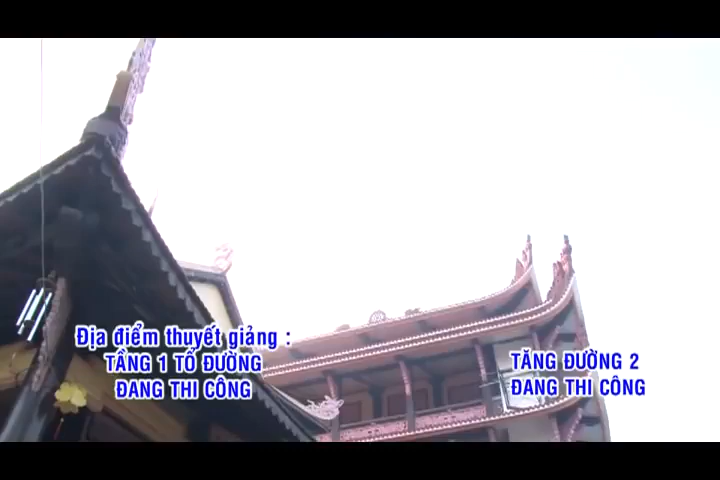 Địa điểm thuyết giảng :
TẦNG 1 TỔ ĐƯỜNG
ĐANG THI CÔNG
TĂNG ĐƯỜNG 2
ĐANG THI CÔNG